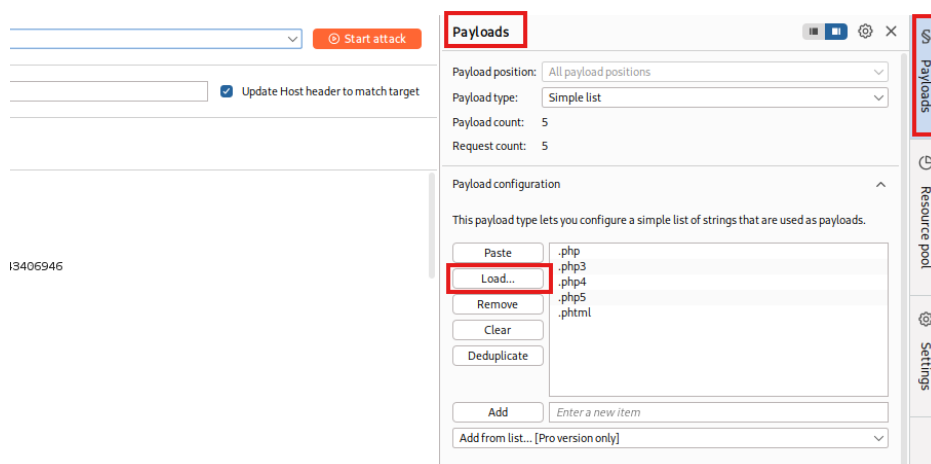 Start attack
Update Host header to match target
13406946
Payloads
Payload position: All payload positions
Payload type: Simple list
Payload count: 5
Request count: 5
Payload configuration
This payload type lets you configure a simple list of strings that are used as payloads.
Paste
Load...
Remove
Clear
Deduplicate
.php
.php3
.php4
.php5
.phtml
Add Enter a new item
Add from list... [Pro version only]
Payloads
Resource pool
Settings